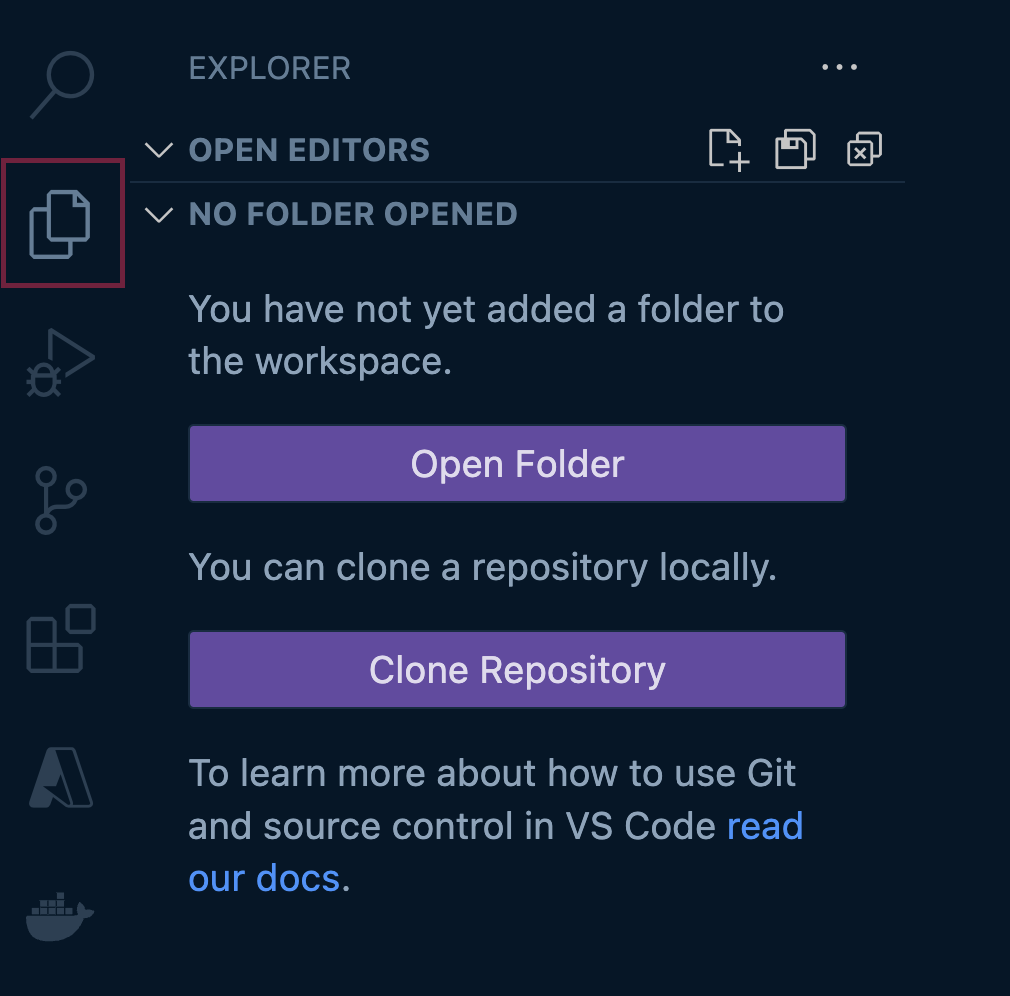 EXPLORER
OPEN EDITORS
NO FOLDER OPENED
You have not yet added a folder to
the workspace.
Open Folder
You can clone a repository locally.
Clone Repository
To learn more about how to use Git
and source control in VS Code read
our docs.